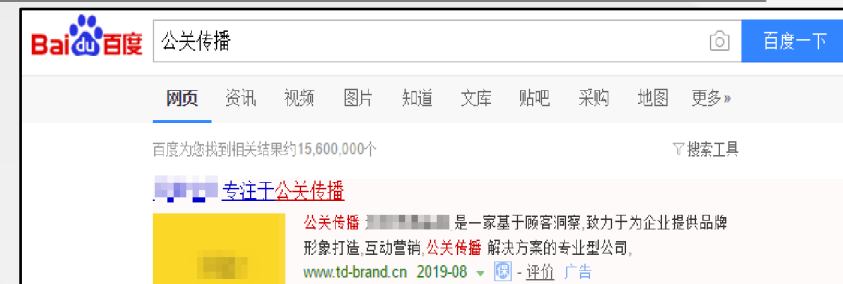 Bai du 百度 公关传播 百度一下
网页 资讯 视频 图片 知道 文库 贴吧 采购 地图 更多»
百度为您找到相关结果约15,600,000个 搜索工具
专注于公关传播
公关传播 是一家基于顾客洞察,致力于为企业提供品牌
形象打造,互动营销,公关传播 解决方案的专业型公司,
www.td-brand.cn 2019-08 - 评价 广告